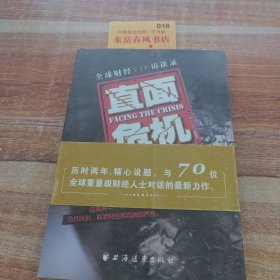 018
东岳春风书店
全球财经VIP访谈录
直面
FACING THE CRISIS
危机
历时两年,精心设题,与70位
全球重量级财经人士对话的最新力作。
上海远东出版社